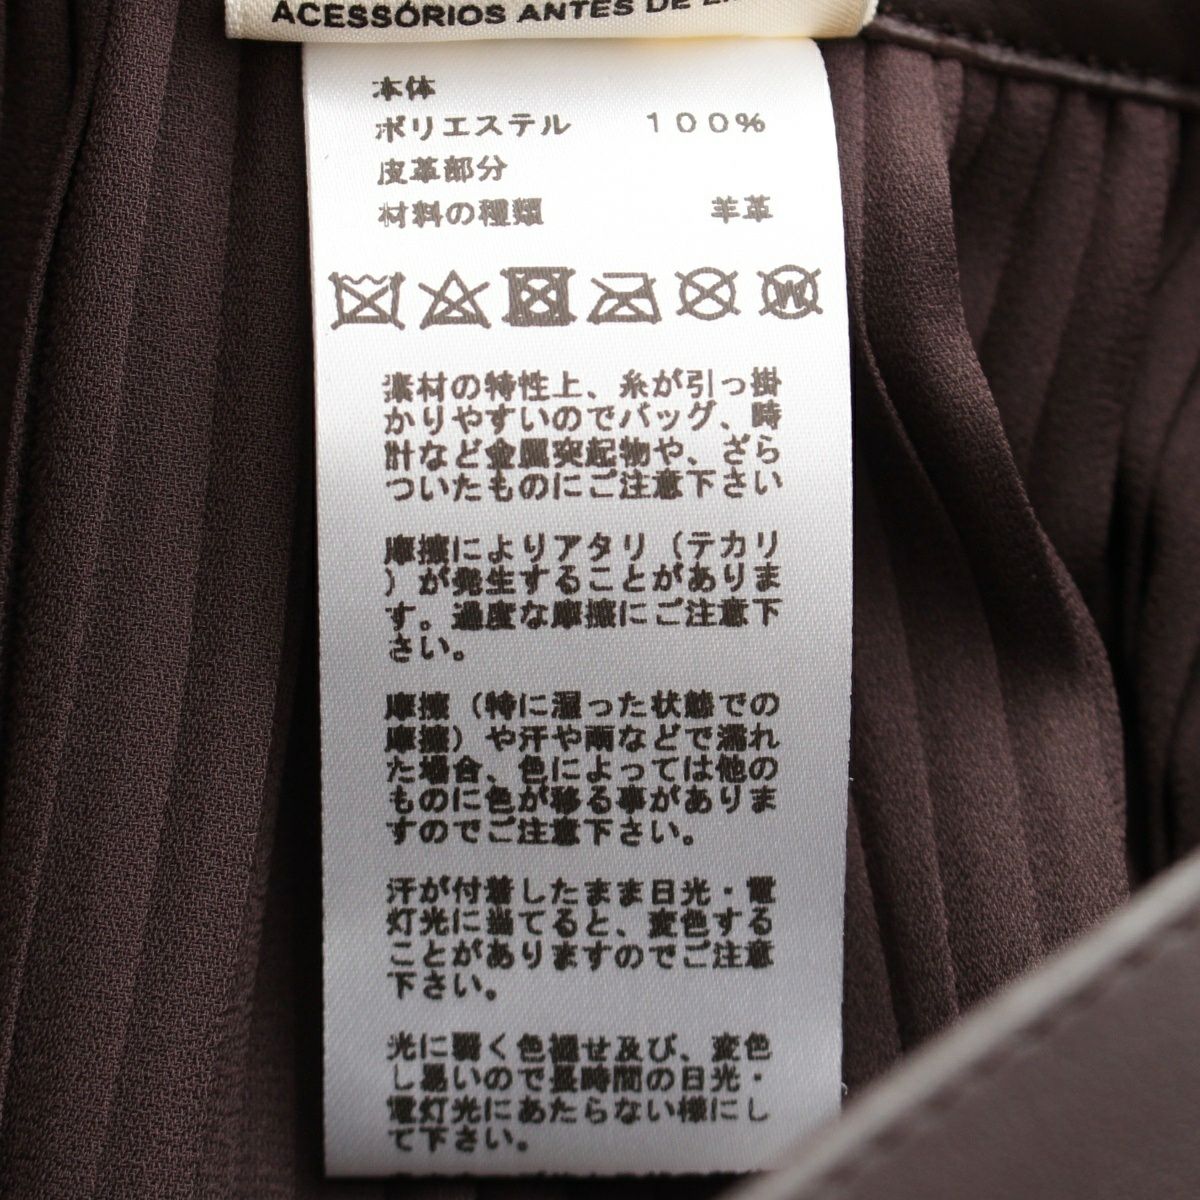 ACESSÓRIOS ANTES DE
本体
ポリエステル　１００％
皮革部分
材料の種類　羊革
W
素材の特性上、糸が引っ掛
かりやすいのでバッグ、時
計など金属突起物や、ざら
ついたものにご注意下さい
摩擦によりアタリ（テカリ
）が発生することがありま
す。過度な摩擦にご注意下
さい。
摩擦（特に湿った状態での
摩擦）や汗や雨などで濡れ
た場合、色によっては他の
ものに色が移る事がありま
すのでご注意下さい。
汗が付着したまま日光・電
灯光に当てると、変色する
ことがありますのでご注意
下さい。
光に弱く色褪せ及び、変色
し易いので長時間の日光・
電灯光にあたらない様にし
て下さい。